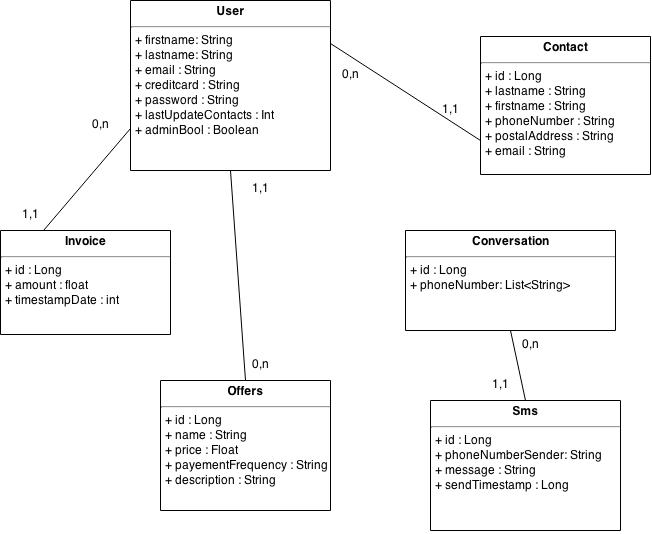 User
+ firstname: String
+ lastname: String
+ email : String
+ creditcard : String
+ password : String
+ lastUpdateContacts : Int
+ adminBool : Boolean
Contact
+ id : Long
+ lastname : String
+ firstname : String
+ phoneNumber : String
+ postalAddress : String
+ email : String
0,n
1,1
0,n
1,1
1,1
0,n
Invoice
+ id : Long
+ amount : float
+ timestampDate : int
Conversation
+ id : Long
+ phoneNumber: List<String>
0,n
1,1
Offers
+ id : Long
+ name : String
+ price : Float
+ payementFrequency : String
+ description : String
Sms
+ id : Long
+ phoneNumberSender: String
+ message : String
+ sendTimestamp : Long